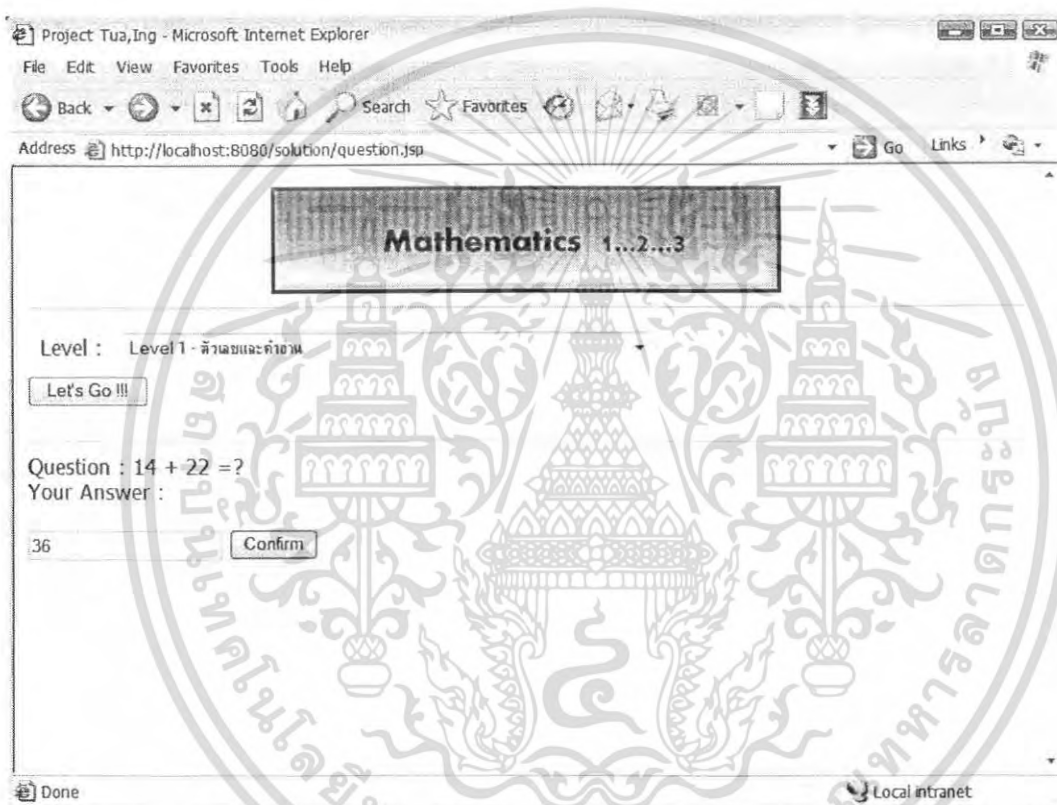 Project Tua,Ing - Microsoft Internet Explorer
File Edit View Favorites Tools Help
Back Search Favorites
Address http://localhost:8080/solution/question.jsp Go Links
Mathematics 1...2...3
Level : Level 1 - ตัวเลขและคำอ่าน
Let's Go !!!
Question : 14 + 22 =?
Your Answer :
36 Confirm
Done Local intranet